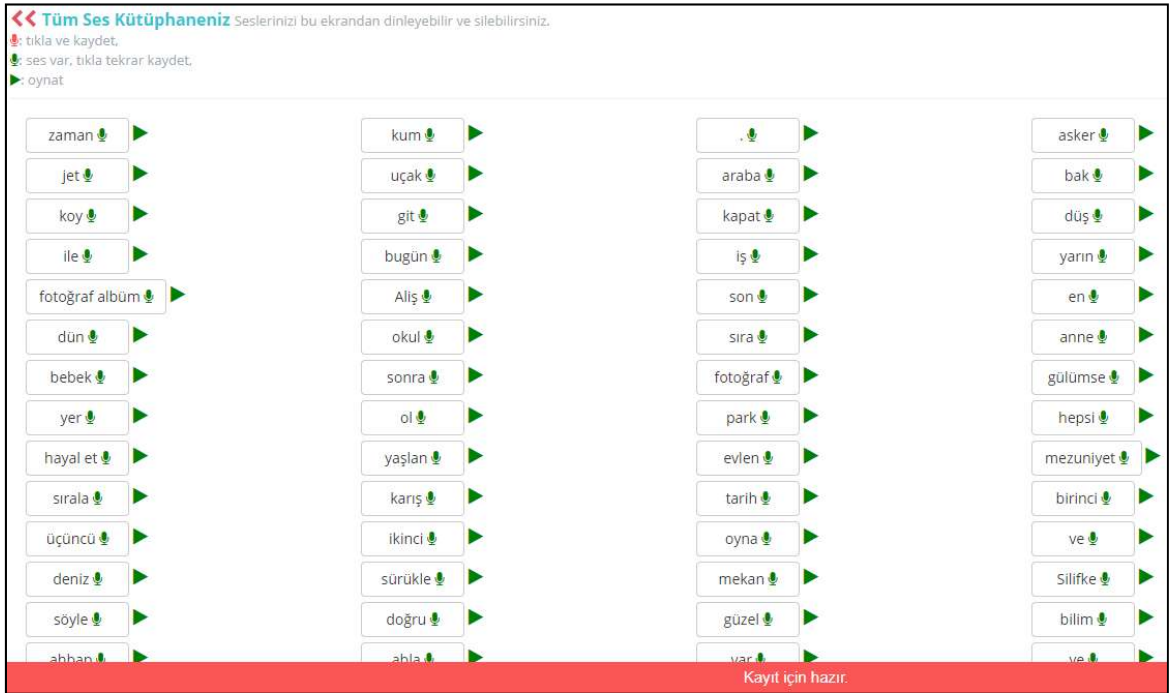 Tüm Ses Kütüphaneniz Seslerinizi bu ekrandan dinleyebilir ve silebilirsiniz.
: tıkla ve kaydet,
: ses var, tıkla tekrar kaydet,
: oynat
zaman kum . asker
jet uçak araba bak
koy git kapat düş
ile bugün iş yarın
fotoğraf albüm Aliş son en
dün okul sıra anne
bebek sonra fotoğraf gülümse
yer ol park hepsi
hayal et yaşlan evlen mezuniyet
sırala karış tarih birinci
üçüncü ikinci oyna ve
deniz sürükle mekan Silifke
söyle doğru güzel bilim
abla var
Kayıt için hazır.